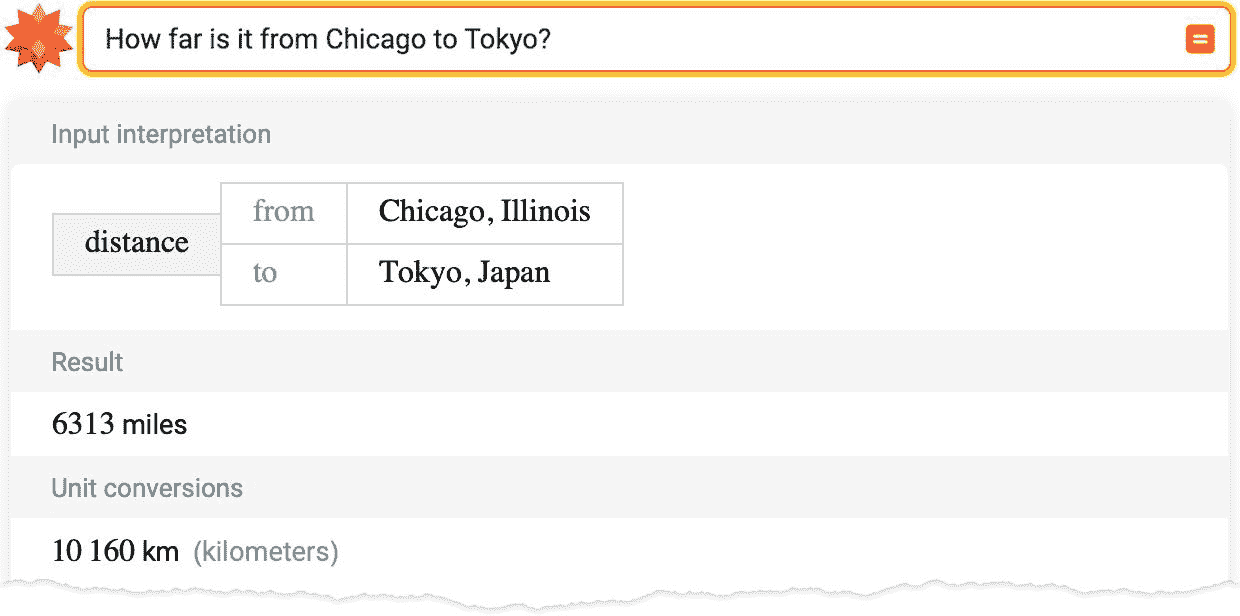 How far is it from Chicago to Tokyo?
=
Input interpretation
distance
from Chicago, Illinois
to Tokyo, Japan
Result
6313 miles
Unit conversions
10 160 km (kilometers)